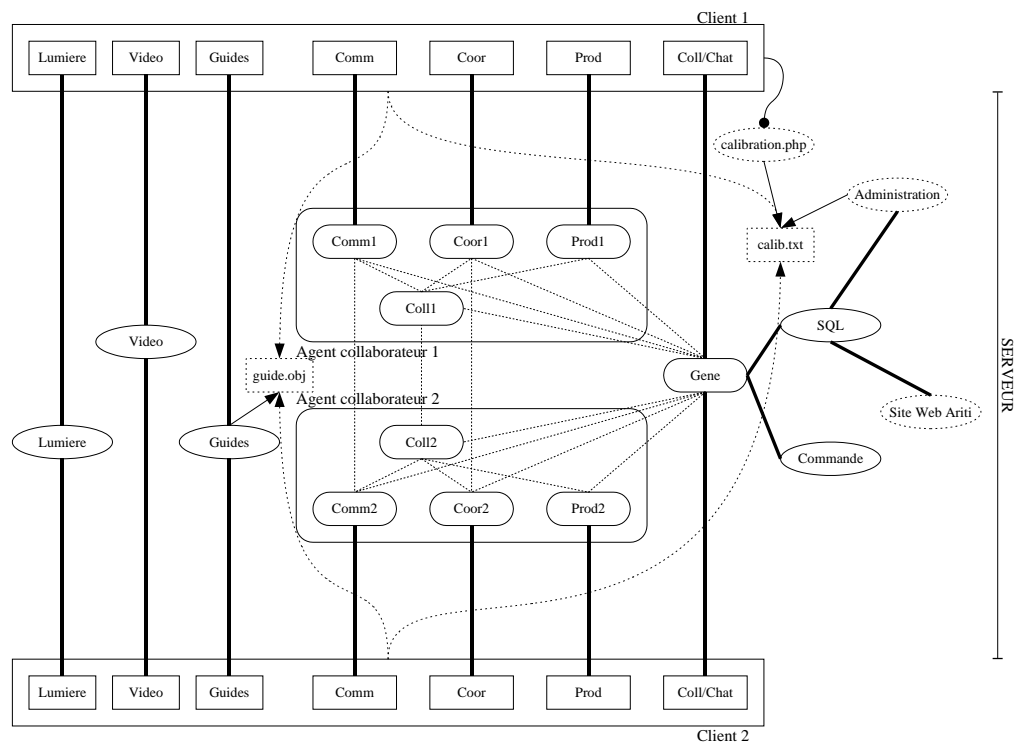 Client 1
Lumiere
Video
Guides
Comm
Coor
Prod
Coll/Chat
calibration.php
Administration
Comm1
Coor1
Prod1
calib.txt
Coll1
SQL
Video
Agent collaborateur 1
SERVEUR
guide.obj
Gene
Agent collaborateur 2
Site Web Ariti
Lumiere
Guides
Coll2
Commande
Comm2
Coor2
Prod2
Lumiere
Video
Guides
Comm
Coor
Prod
Coll/Chat
Client 2